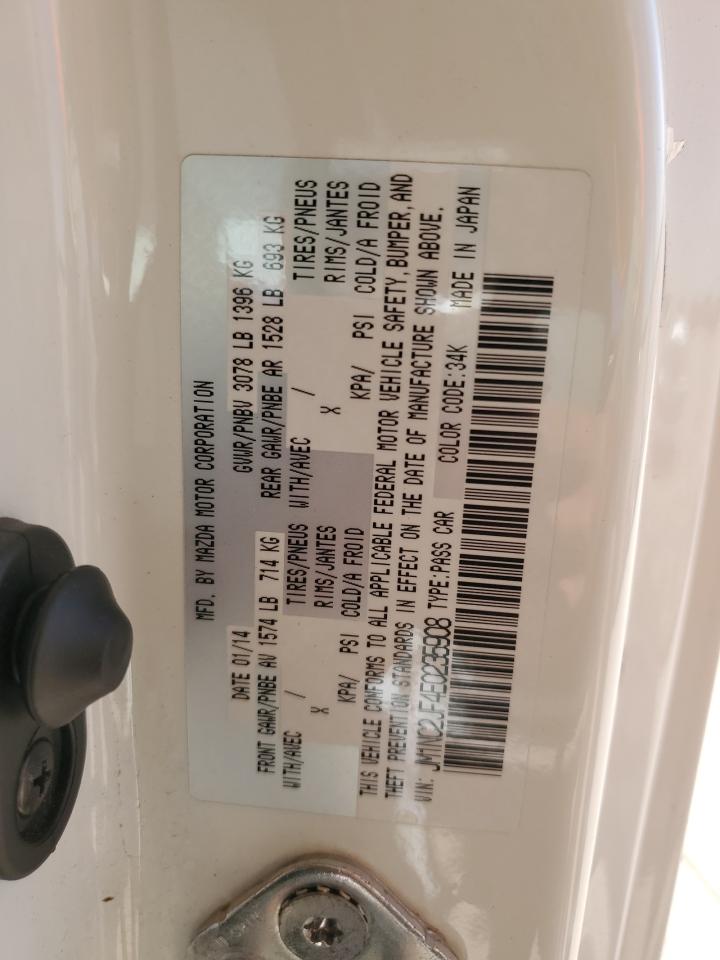 MFD. BY MAZDA MOTOR CORPORATION
DATE 01/14 GVWR/PNBV 3078 LB 1396 KG
FRONT GAWR/PNBE AV 1574 LB 714 KG REAR GAWR/PNBE AR 1528 LB 693 KG
WITH/AVEC / TIRES/PNEUS WITH/AVEC / TIRES/PNEUS
X RIMS/JANTES X RIMS/JANTES
KPA/ PSI COLD/A FROID KPA/ PSI COLD/A FROID
THIS VEHICLE CONFORMS TO ALL APPLICABLE FEDERAL MOTOR VEHICLE SAFETY, BUMPER, AND
THEFT PREVENTION STANDARDS IN EFFECT ON THE DATE OF MANUFACTURE SHOWN ABOVE.
VIN: JM1NC2JF4E0235908 TYPE:PASS CAR COLOR CODE:34K MADE IN JAPAN